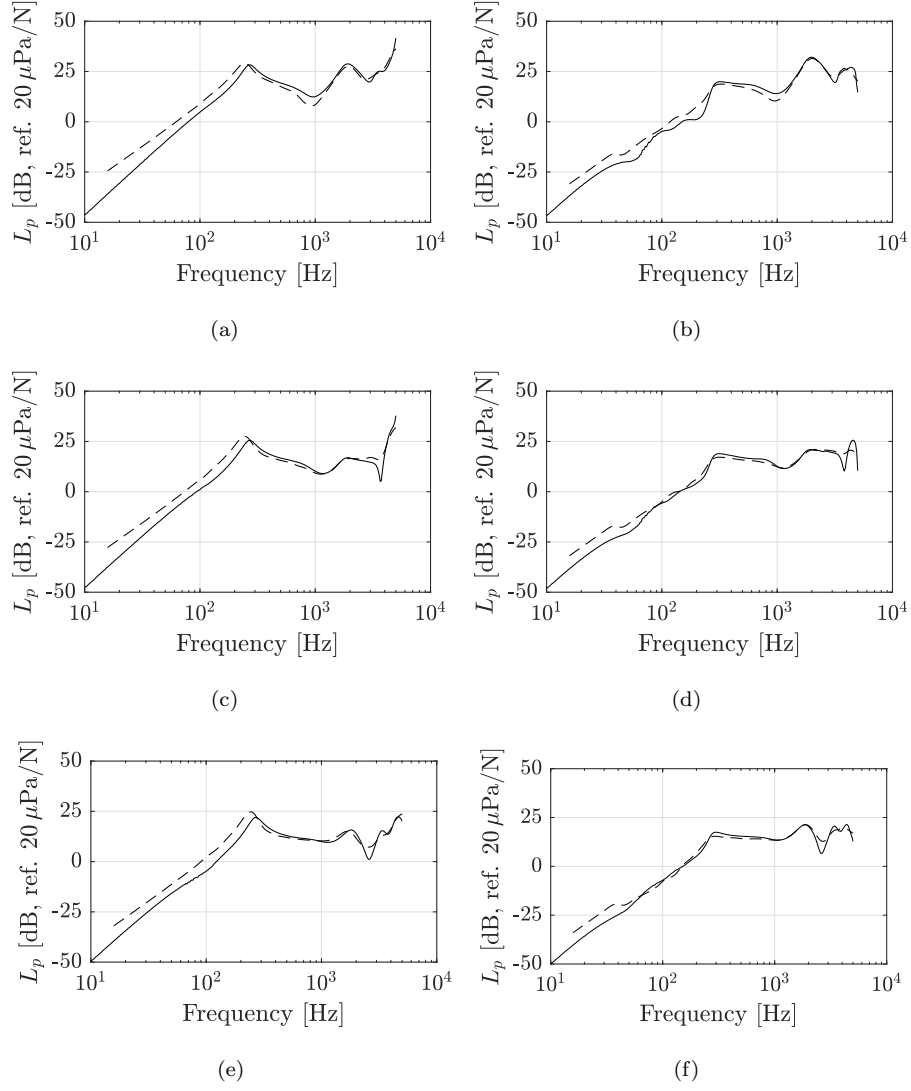 50
25
0
-25
-50
L_p [dB, ref. 20 μPa/N]
10^1 10^2 10^3 10^4
Frequency [Hz]
(a)
50
25
0
-25
-50
L_p [dB, ref. 20 μPa/N]
10^1 10^2 10^3 10^4
Frequency [Hz]
(b)
50
25
0
-25
-50
L_p [dB, ref. 20 μPa/N]
10^1 10^2 10^3 10^4
Frequency [Hz]
(c)
50
25
0
-25
-50
L_p [dB, ref. 20 μPa/N]
10^1 10^2 10^3 10^4
Frequency [Hz]
(d)
50
25
0
-25
-50
L_p [dB, ref. 20 μPa/N]
10^1 10^2 10^3 10^4
Frequency [Hz]
(e)
50
25
0
-25
-50
L_p [dB, ref. 20 μPa/N]
10^1 10^2 10^3 10^4
Frequency [Hz]
(f)